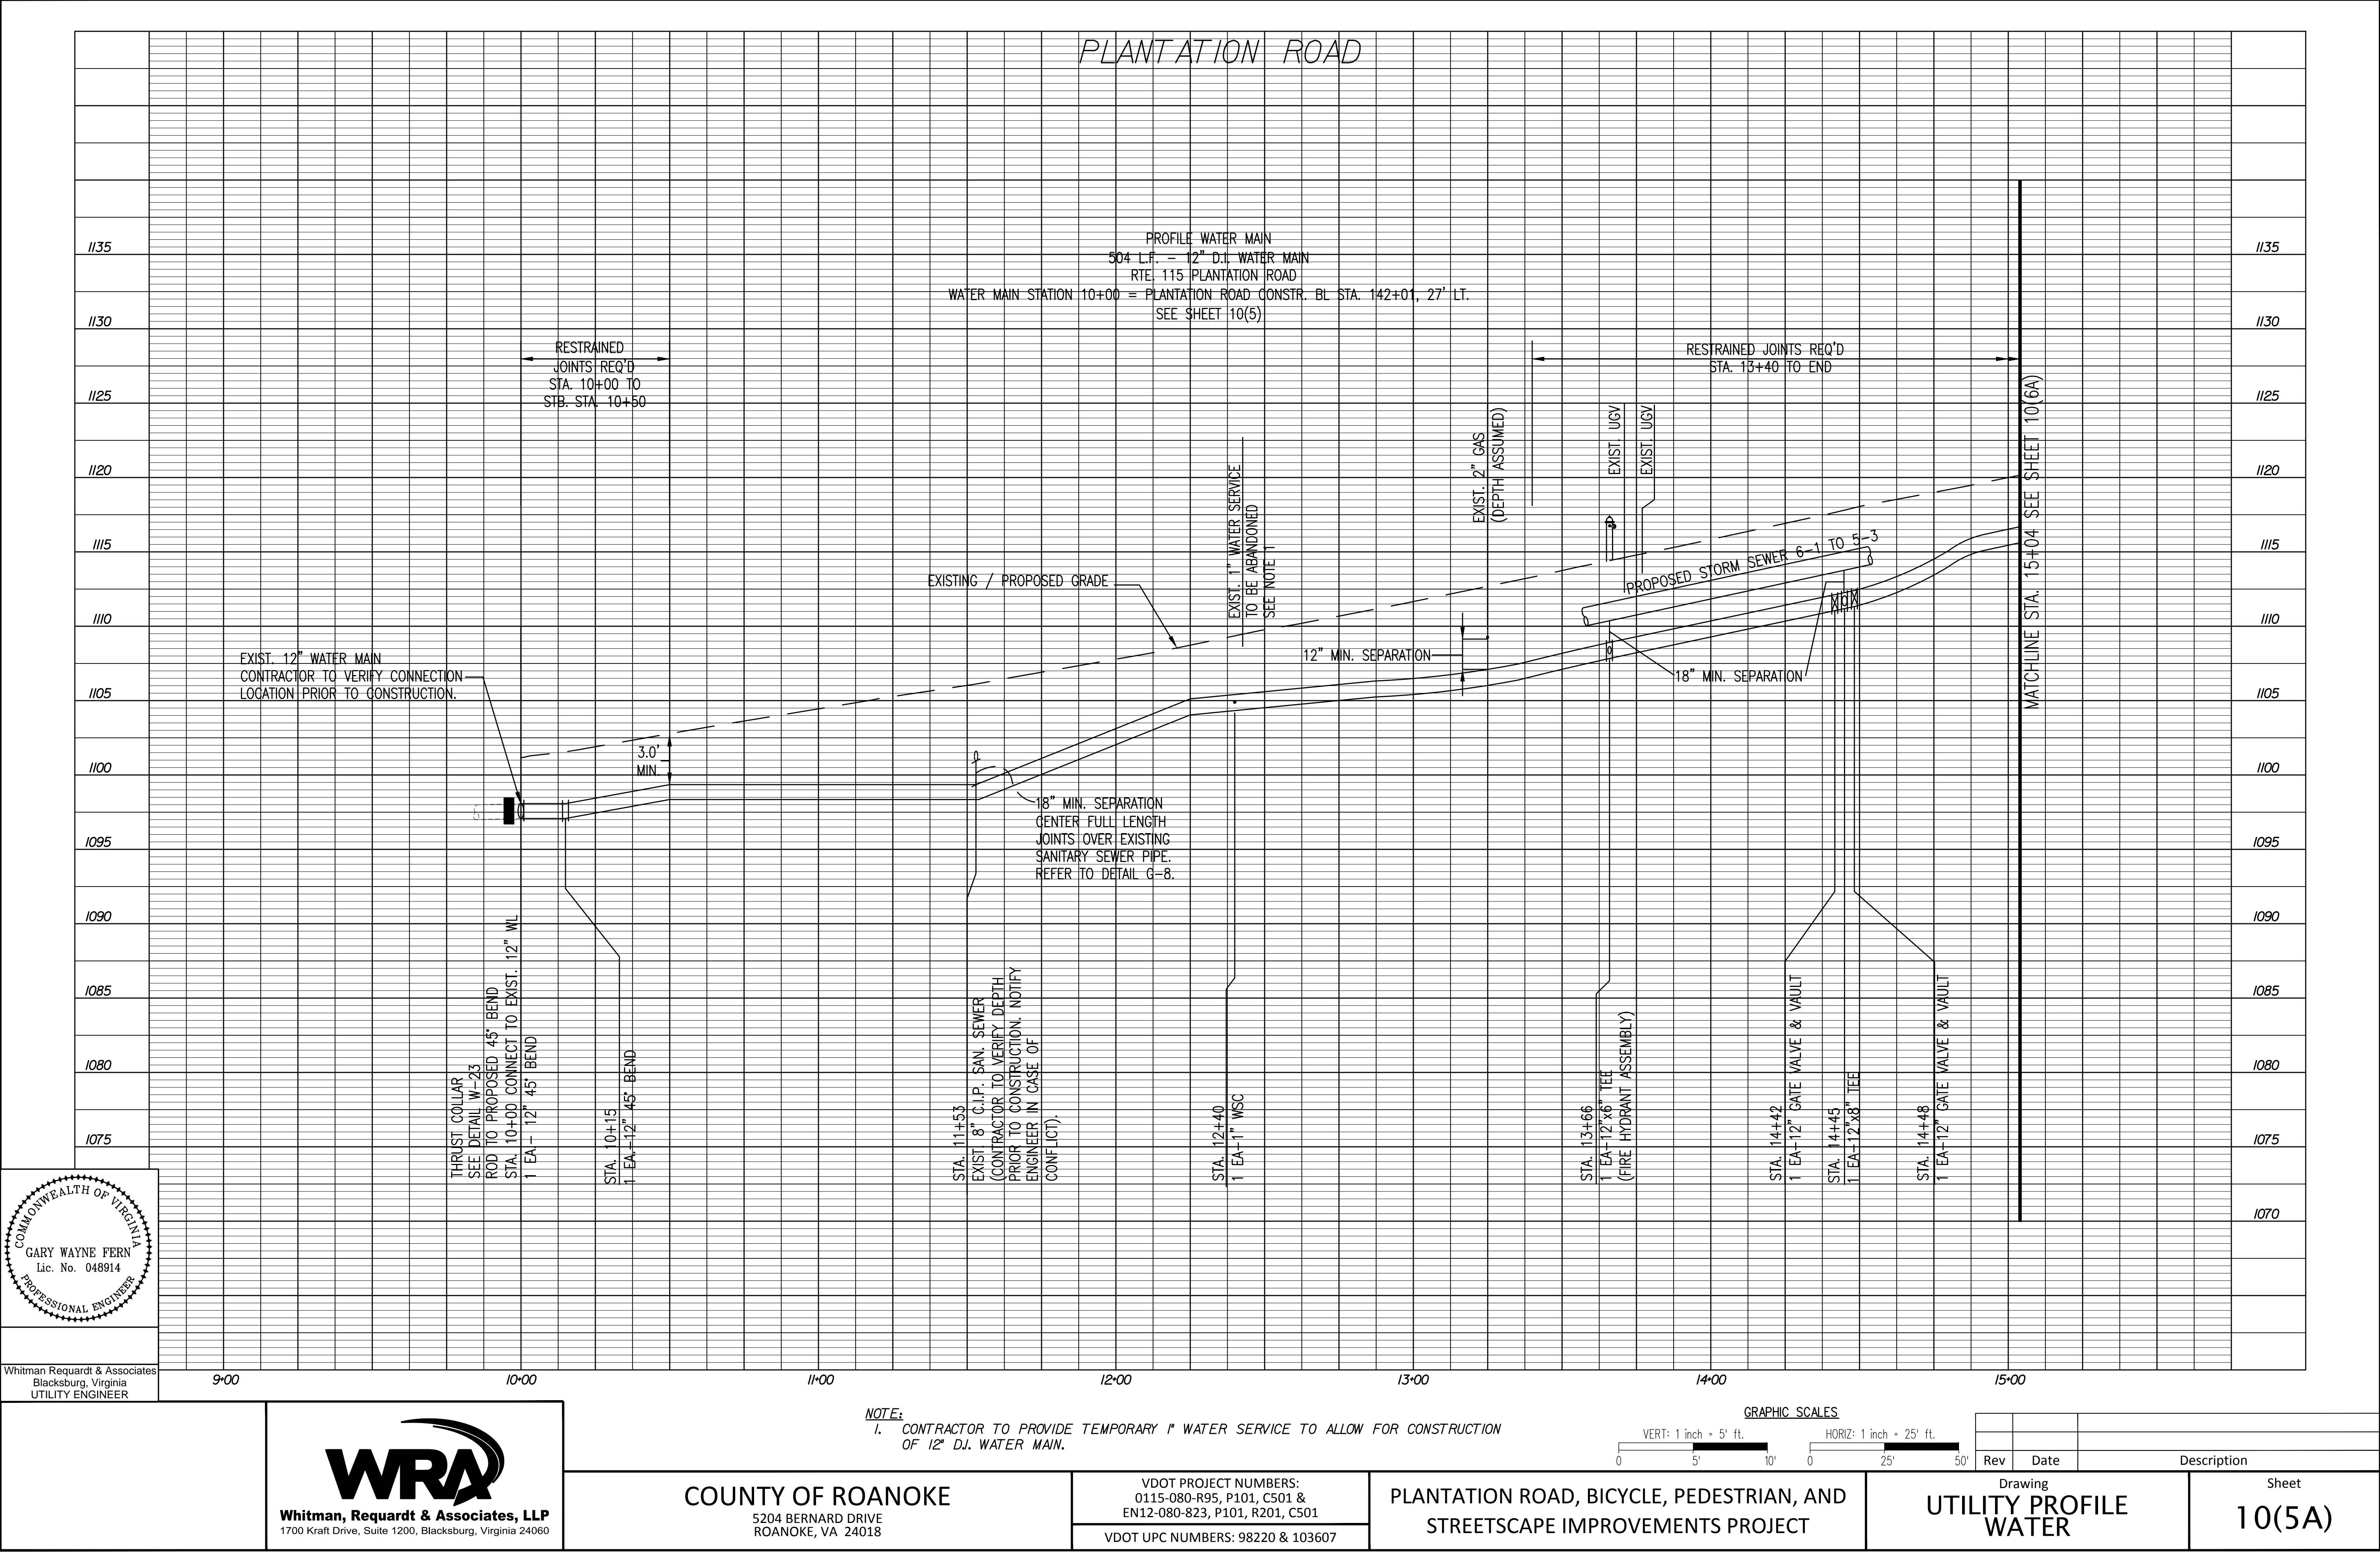 PLANTATION ROAD
PROFILE WATER MAIN
504 L.F. - 12" D.I. WATER MAIN
RTE. 115 PLANTATION ROAD
WATER MAIN STATION 10+00 = PLANTATION ROAD CONSTR. BL STA. 142+01, 27' LT.
SEE SHEET 10(5)
1135
1130
1125
1120
1115
1110
1105
1100
1095
1090
1085
1080
1075
1135
1130
1125
1120
1115
1110
1105
1100
1095
1090
1085
1080
1075
1070
RESTRAINED
JOINTS REQ'D
STA. 10+00 TO
STB. STA. 10+50
RESTRAINED JOINTS REQ'D
STA. 13+40 TO END
EXIST. 2" GAS
(DEPTH ASSUMED)
EXIST. UGV
EXIST. UGV
MATCHLINE STA. 15+04 SEE SHEET 10(6A)
EXIST. 1" WATER SERVICE
TO BE ABANDONED
SEE NOTE 1
EXISTING / PROPOSED GRADE
PROPOSED STORM SEWER 6-1 TO 5-3
12" MIN. SEPARATION
18" MIN. SEPARATION
EXIST. 12" WATER MAIN
CONTRACTOR TO VERIFY CONNECTION
LOCATION PRIOR TO CONSTRUCTION.
3.0'
MIN.
18" MIN. SEPARATION
CENTER FULL LENGTH
JOINTS OVER EXISTING
SANITARY SEWER PIPE.
REFER TO DETAIL G-8.
THRUST COLLAR
SEE DETAIL W-23
ROD TO PROPOSED 45° BEND
STA. 10+00 CONNECT TO EXIST. 12" WL
1 EA.- 12" 45° BEND
STA. 10+15
1 EA.-12" 45° BEND
STA. 11+53
EXIST 8" C.I.P. SAN. SEWER
(CONTRACTOR TO VERIFY DEPTH
PRIOR TO CONSTRUCTION. NOTIFY
ENGINEER IN CASE OF
CONFLICT).
STA. 12+40
1 EA-1" WSC
STA. 13+66
1 EA-12"x6" TEE
(FIRE HYDRANT ASSEMBLY)
STA. 14+42
1 EA-12" GATE VALVE & VAULT
STA. 14+45
1 EA-12"x8" TEE
STA. 14+48
1 EA-12" GATE VALVE & VAULT
9+00
10+00
11+00
12+00
13+00
14+00
15+00
COMMONWEALTH OF VIRGINIA
GARY WAYNE FERN
Lic. No. 048914
PROFESSIONAL ENGINEER
Whitman Requardt & Associates
Blacksburg, Virginia
UTILITY ENGINEER
NOTE:
1. CONTRACTOR TO PROVIDE TEMPORARY 1" WATER SERVICE TO ALLOW FOR CONSTRUCTION
OF 12" D.I. WATER MAIN.
GRAPHIC SCALES
VERT: 1 inch = 5' ft.
0 5' 10'
HORIZ: 1 inch = 25' ft.
0 25' 50'
Rev Date Description
WRA
Whitman, Requardt & Associates, LLP
1700 Kraft Drive, Suite 1200, Blacksburg, Virginia 24060
COUNTY OF ROANOKE
5204 BERNARD DRIVE
ROANOKE, VA 24018
VDOT PROJECT NUMBERS:
0115-080-R95, P101, C501 &
EN12-080-823, P101, R201, C501
VDOT UPC NUMBERS: 98220 & 103607
PLANTATION ROAD, BICYCLE, PEDESTRIAN, AND
STREETSCAPE IMPROVEMENTS PROJECT
Drawing
UTILITY PROFILE
WATER
Sheet
10(5A)